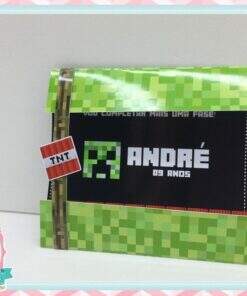 VOU COMPLETAR MAIS UMA FASE!
ANDRÉ
09 ANOS
TNT